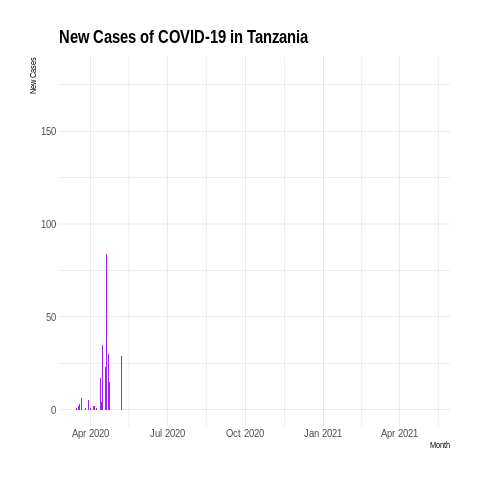 New Cases of COVID-19 in Tanzania
New Cases
150
100
50
0
Apr 2020 Jul 2020 Oct 2020 Jan 2021 Apr 2021
Month